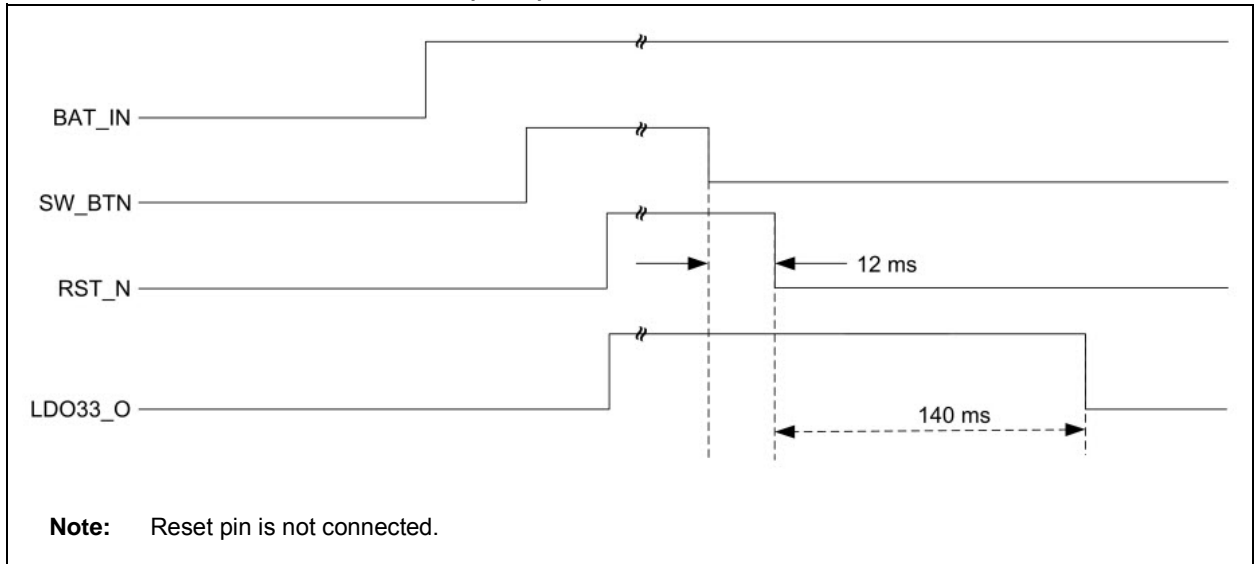 BAT_IN
SW_BTN
12 ms
RST_N
LDO33_O
140 ms
Note: Reset pin is not connected.